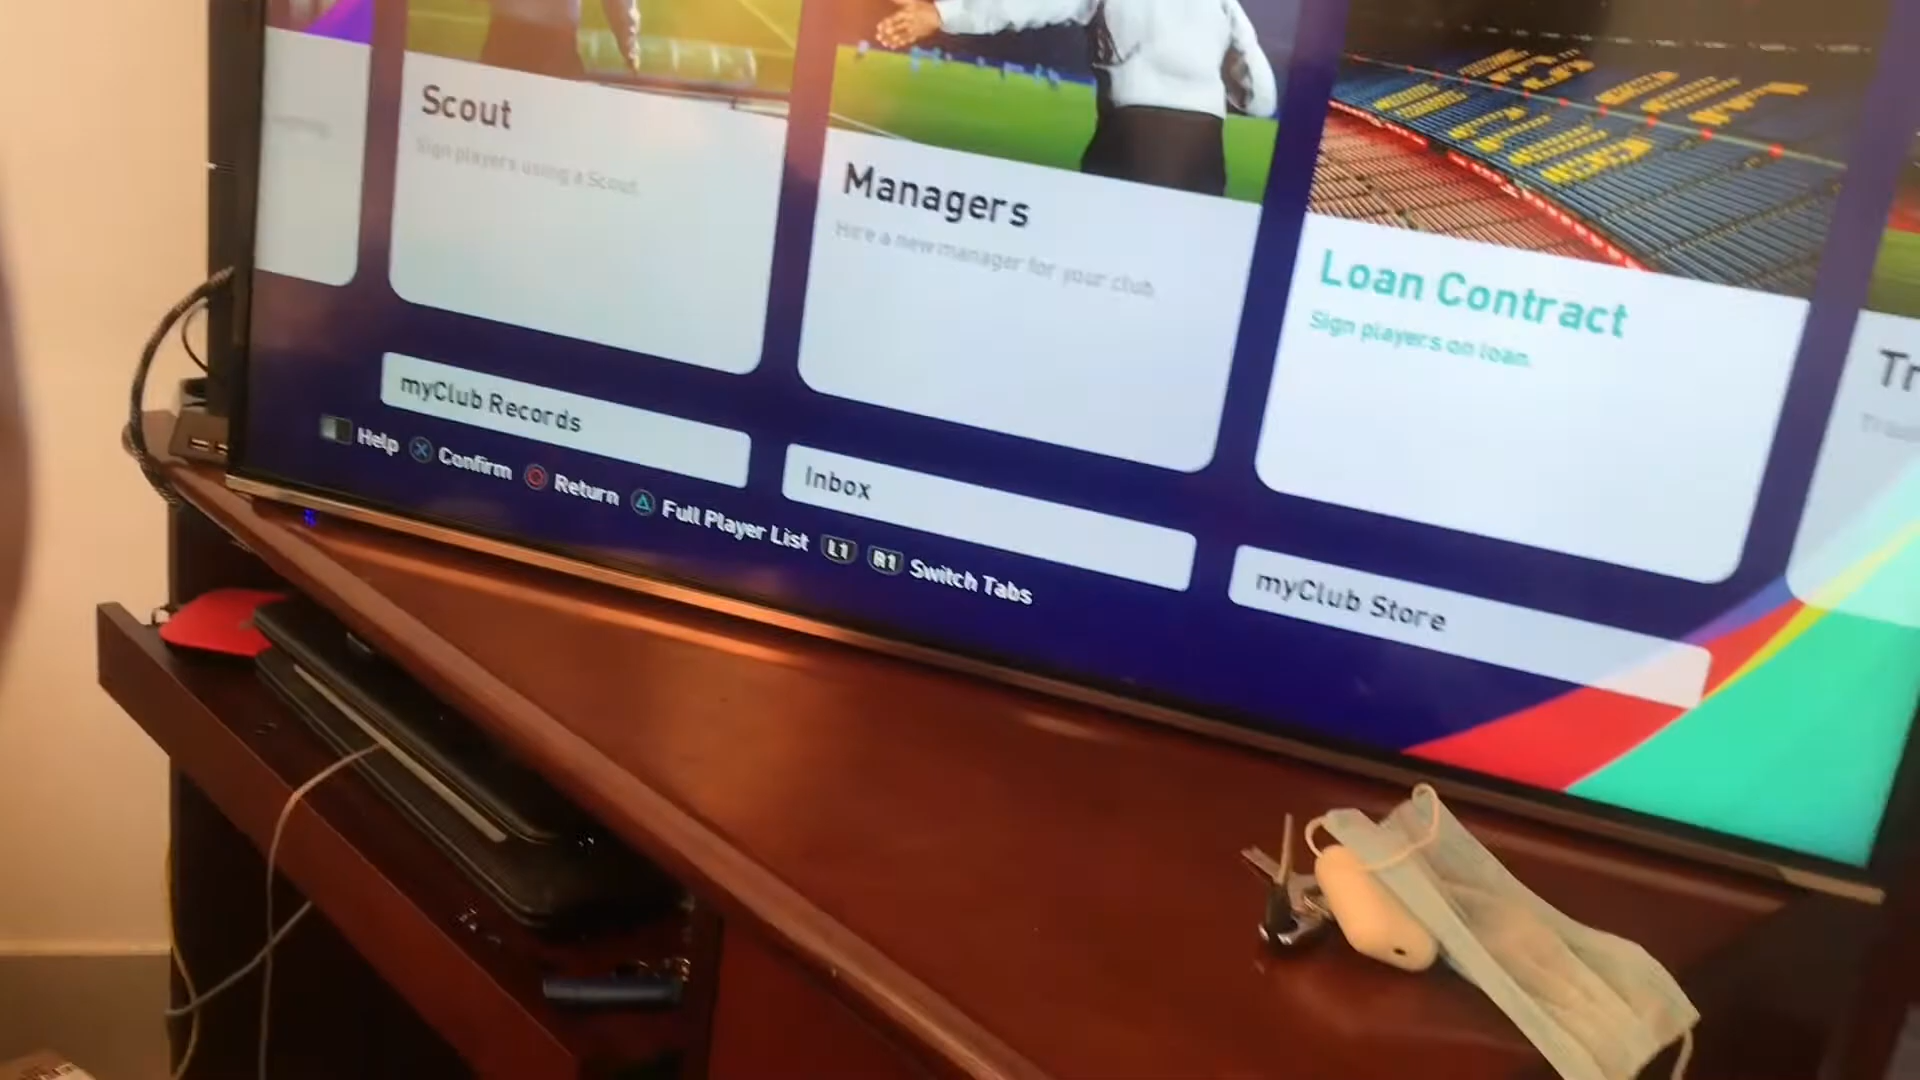 Scout
Sign players using a Scout.
Managers
Hire a new manager for your club.
Loan Contract
Sign players on loan.
Tr
myClub Records
Inbox
myClub Store
Help Confirm Return Full Player List L1 R1 Switch Tabs